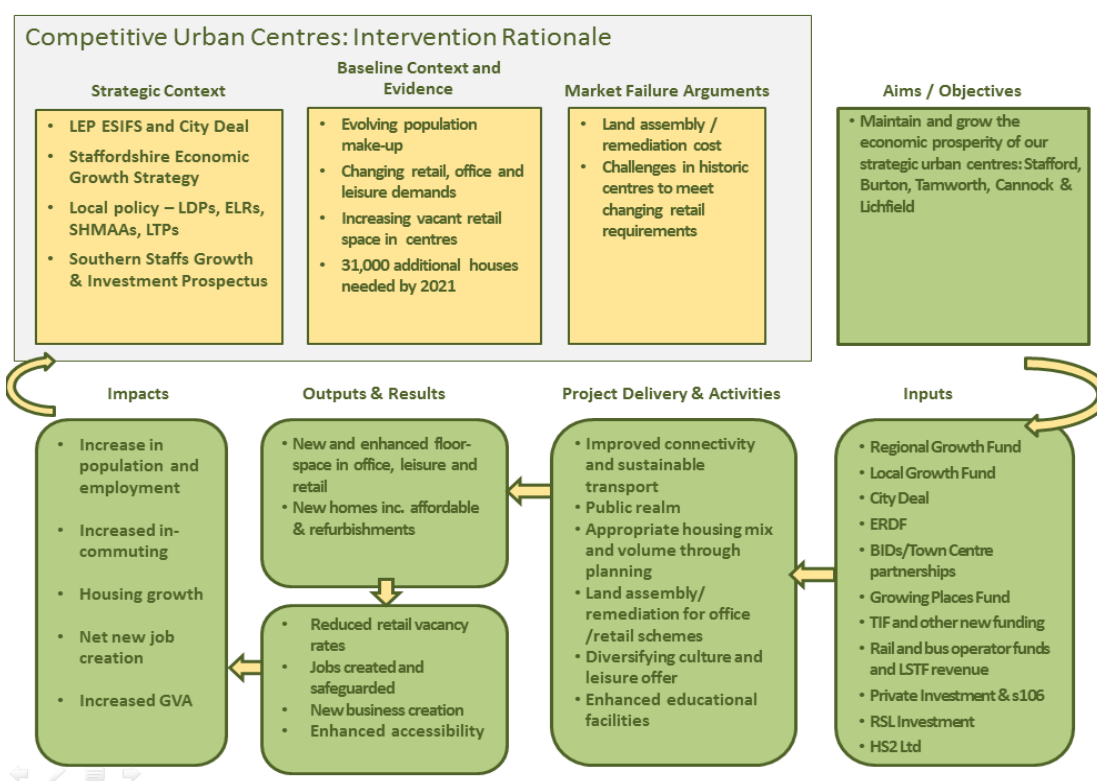 Competitive Urban Centres: Intervention Rationale
Strategic Context
• LEP ESIFS and City Deal
• Staffordshire Economic
Growth Strategy
• Local policy – LDPs, ELRs,
SHMAAs, LTPs
• Southern Staffs Growth
& Investment Prospectus
Baseline Context and
Evidence
• Evolving population
make-up
• Changing retail, office and
leisure demands
• Increasing vacant retail
space in centres
• 31,000 additional houses
needed by 2021
Market Failure Arguments
• Land assembly /
remediation cost
• Challenges in historic
centres to meet
changing retail
requirements
Aims / Objectives
• Maintain and grow the
economic prosperity of our
strategic urban centres: Stafford,
Burton, Tamworth, Cannock &
Lichfield
Inputs
• Regional Growth Fund
• Local Growth Fund
• City Deal
• ERDF
• BIDs/Town Centre
partnerships
• Growing Places Fund
• TIF and other new funding
• Rail and bus operator funds
and LSTF revenue
• Private Investment & s106
• RSL Investment
• HS2 Ltd
Project Delivery & Activities
• Improved connectivity
and sustainable
transport
• Public realm
• Appropriate housing mix
and volume through
planning
• Land assembly/
remediation for office
/retail schemes
• Diversifying culture and
leisure offer
• Enhanced educational
facilities
Outputs & Results
• New and enhanced floor-
space in office, leisure and
retail
• New homes inc. affordable
& refurbishments
• Reduced retail vacancy
rates
• Jobs created and
safeguarded
• New business creation
• Enhanced accessibility
Impacts
• Increase in
population and
employment
• Increased in-
commuting
• Housing growth
• Net new job
creation
• Increased GVA